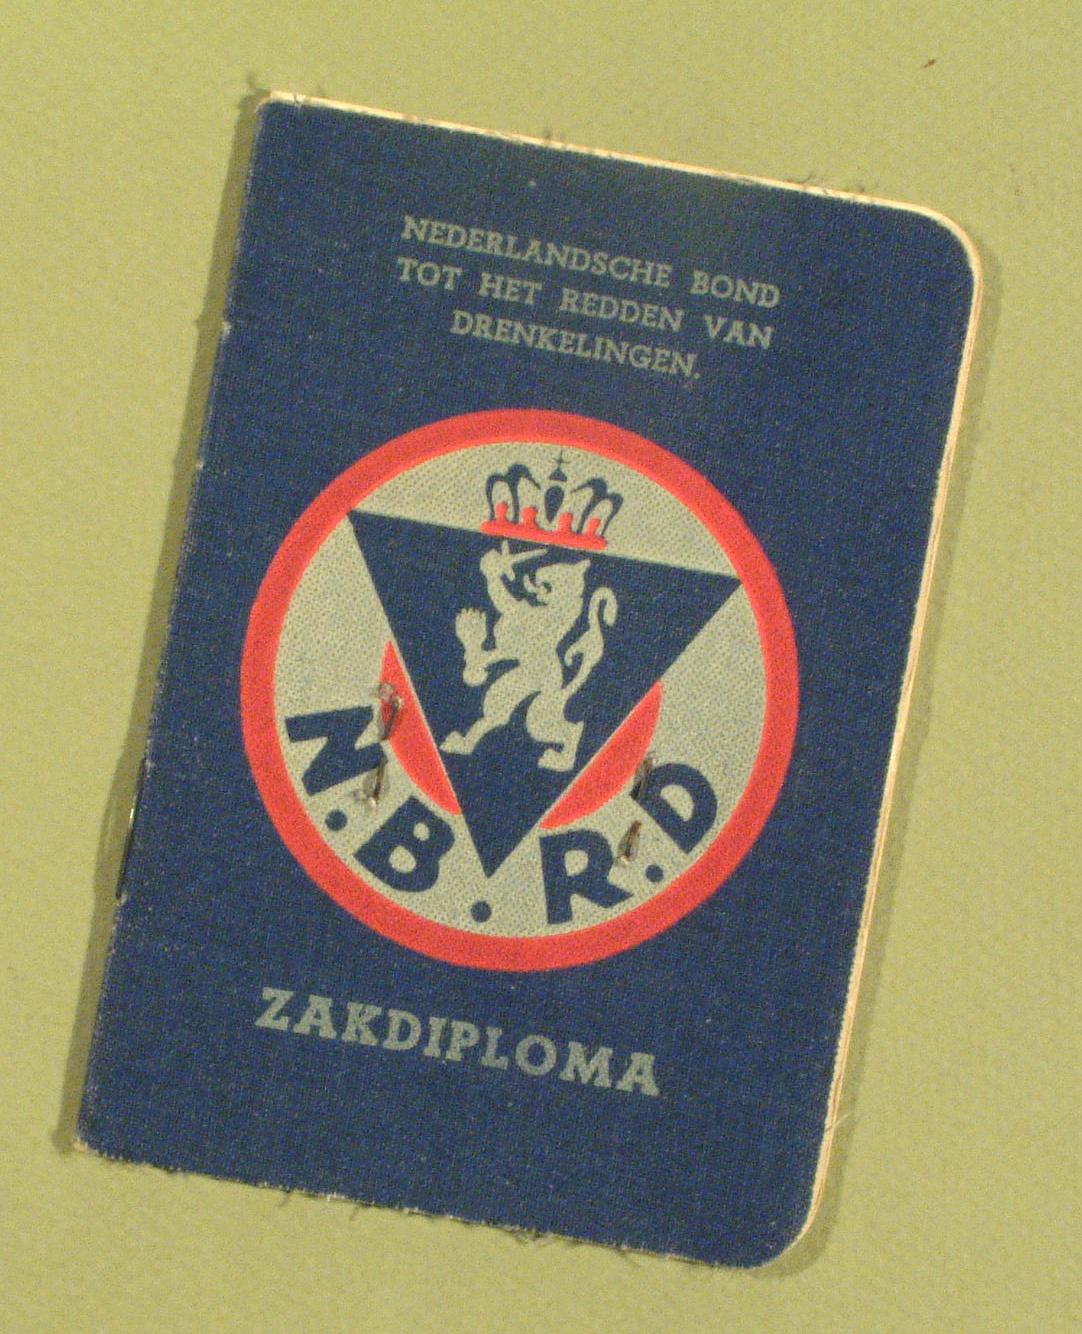 NEDERLANDSCHE BOND
TOT HET REDDEN VAN
DRENKELINGEN.
N.B.R.D
ZAKDIPLOMA